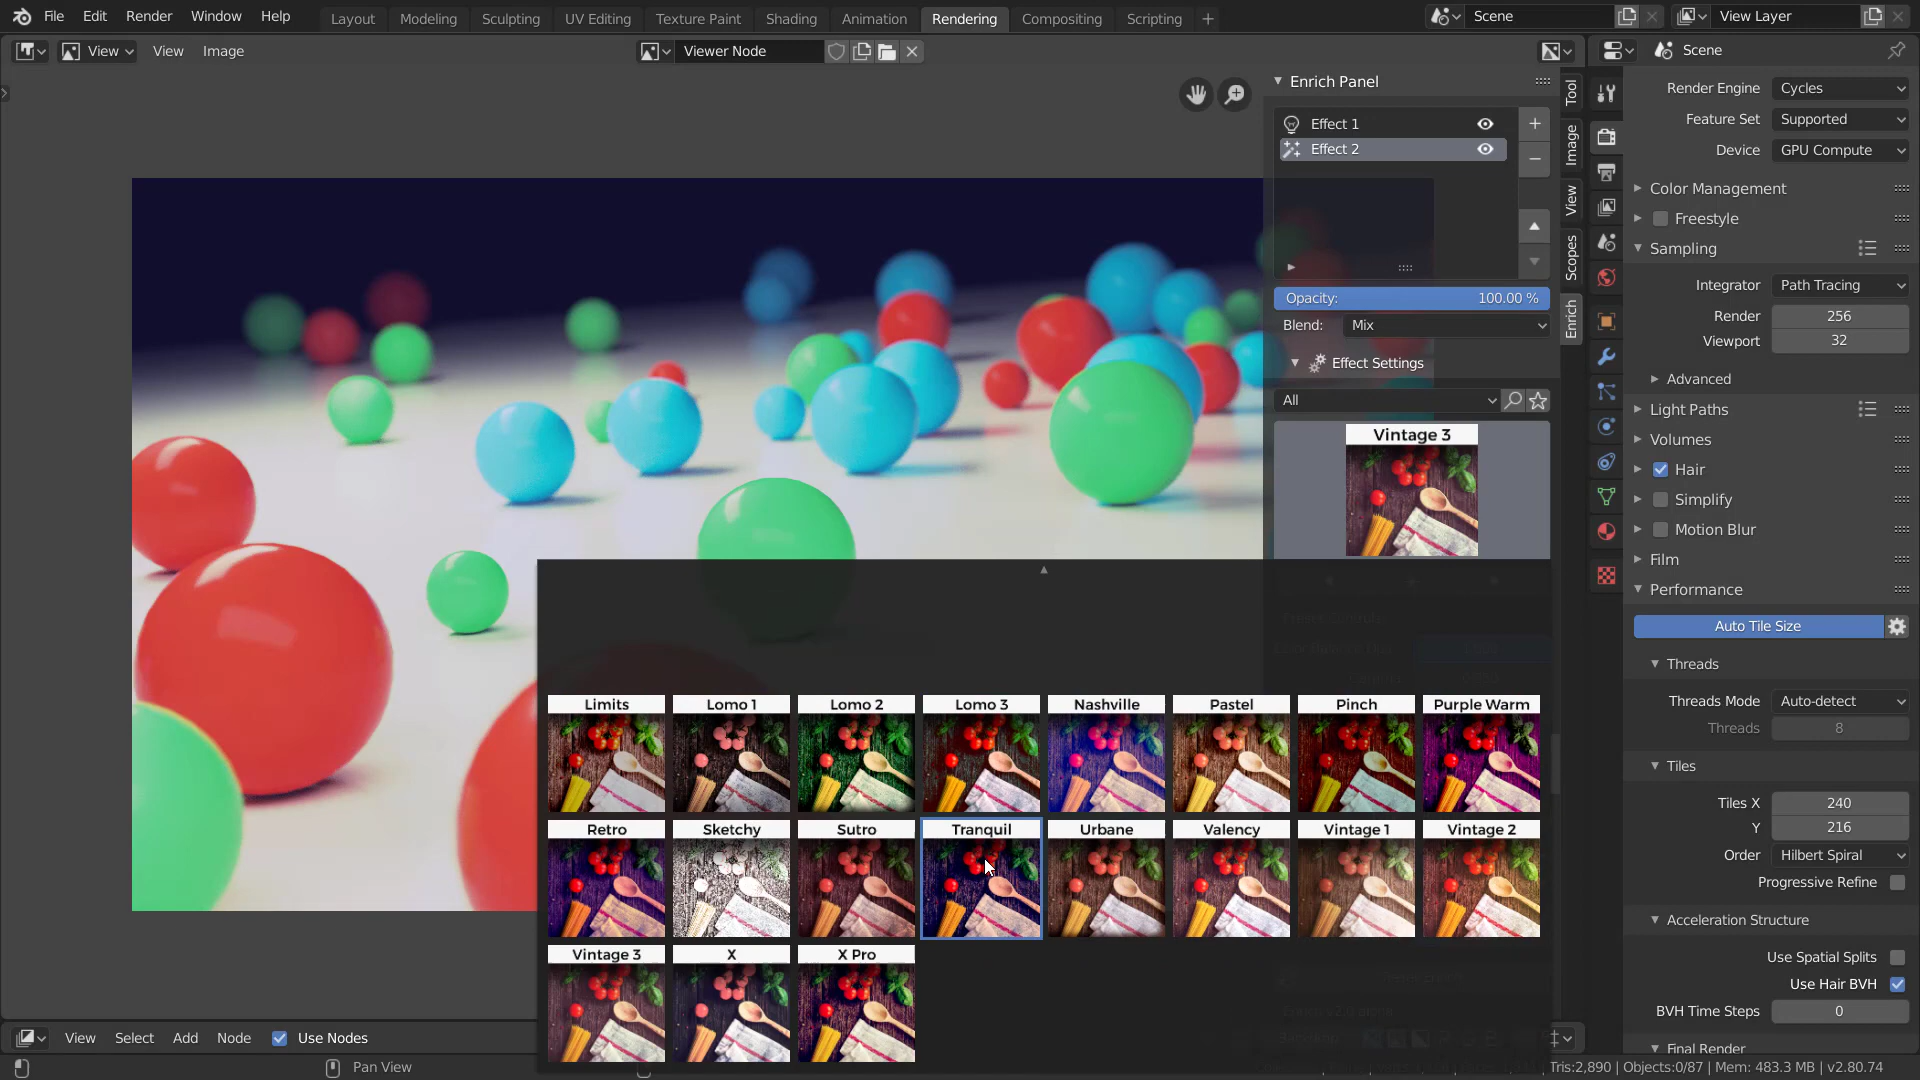 File Edit Render Window Help Layout Modeling Sculpting UV Editing Texture Paint Shading Animation Rendering Compositing Scripting + Scene View Layer
View View Image Viewer Node
Enrich Panel
Effect 1
Effect 2
Opacity: 100.00 %
Blend: Mix
Effect Settings
All
Vintage 3
Tool
Image
View
Scopes
Enrich
Limits Lomo 1 Lomo 2 Lomo 3 Nashville Pastel Pinch Purple Warm
Retro Sketchy Sutro Tranquil Urbane Valency Vintage 1 Vintage 2
Vintage 3 X X Pro
Scene
Render Engine Cycles
Feature Set Supported
Device GPU Compute
Color Management
Freestyle
Sampling
Integrator Path Tracing
Render 256
Viewport 32
Advanced
Light Paths
Volumes
Hair
Simplify
Motion Blur
Film
Performance
Auto Tile Size
Threads
Threads Mode Auto-detect
Threads 8
Tiles
Tiles X 240
Y 216
Order Hilbert Spiral
Progressive Refine
Acceleration Structure
Use Spatial Splits
Use Hair BVH
BVH Time Steps 0
Final Render
View Select Add Node Use Nodes
Pan View
Tris:2,890 | Objects:0/87 | Mem: 483.3 MB | v2.80.74